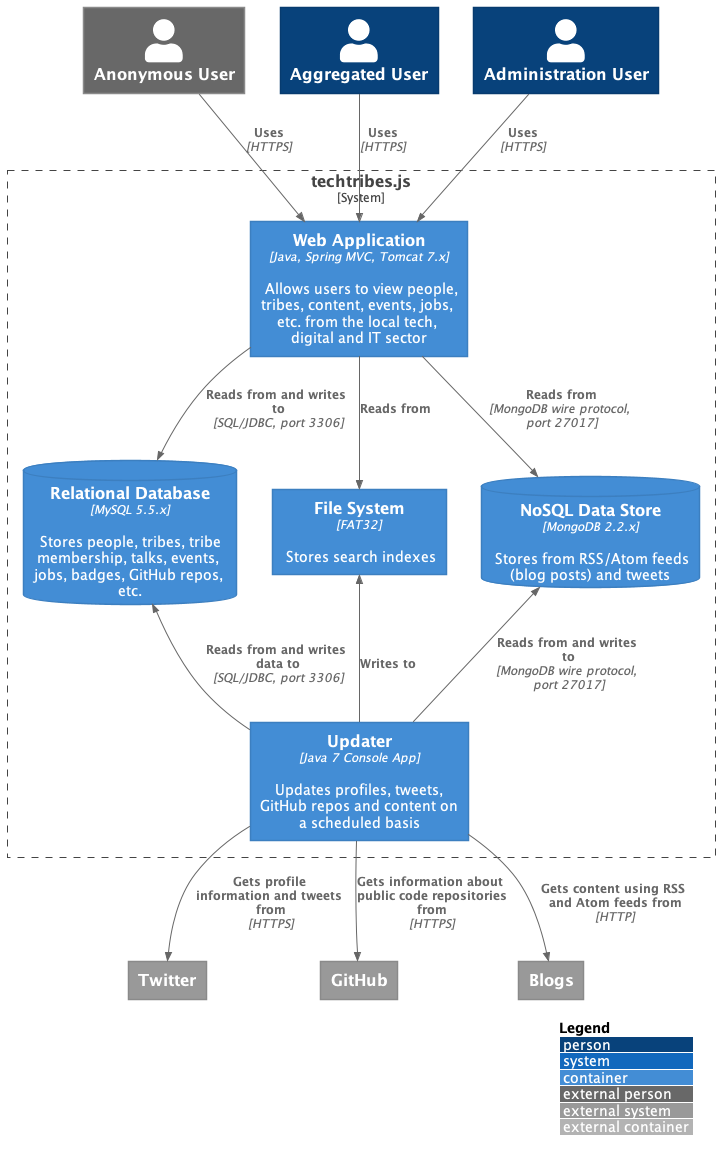 Anonymous User
Aggregated User
Administration User
Uses
[HTTPS]
Uses
[HTTPS]
Uses
[HTTPS]
techtribes.js
[System]
Web Application
[Java, Spring MVC, Tomcat 7.x]
Allows users to view people,
tribes, content, events, jobs,
etc. from the local tech,
digital and IT sector
Reads from and writes
to
[SQL/JDBC, port 3306]
Reads from
Reads from
[MongoDB wire protocol,
port 27017]
Relational Database
[MySQL 5.5.x]
Stores people, tribes, tribe
membership, talks, events,
jobs, badges, GitHub repos,
etc.
File System
[FAT32]
Stores search indexes
NoSQL Data Store
[MongoDB 2.2.x]
Stores from RSS/Atom feeds
(blog posts) and tweets
Reads from and writes
data to
[SQL/JDBC, port 3306]
Writes to
Reads from and writes
to
[MongoDB wire protocol,
port 27017]
Updater
[Java 7 Console App]
Updates profiles, tweets,
GitHub repos and content on
a scheduled basis
Gets profile
information and tweets
from
[HTTPS]
Gets information about
public code repositories
from
[HTTPS]
Gets content using RSS
and Atom feeds from
[HTTP]
Twitter
GitHub
Blogs
Legend
person
system
container
external person
external system
external container